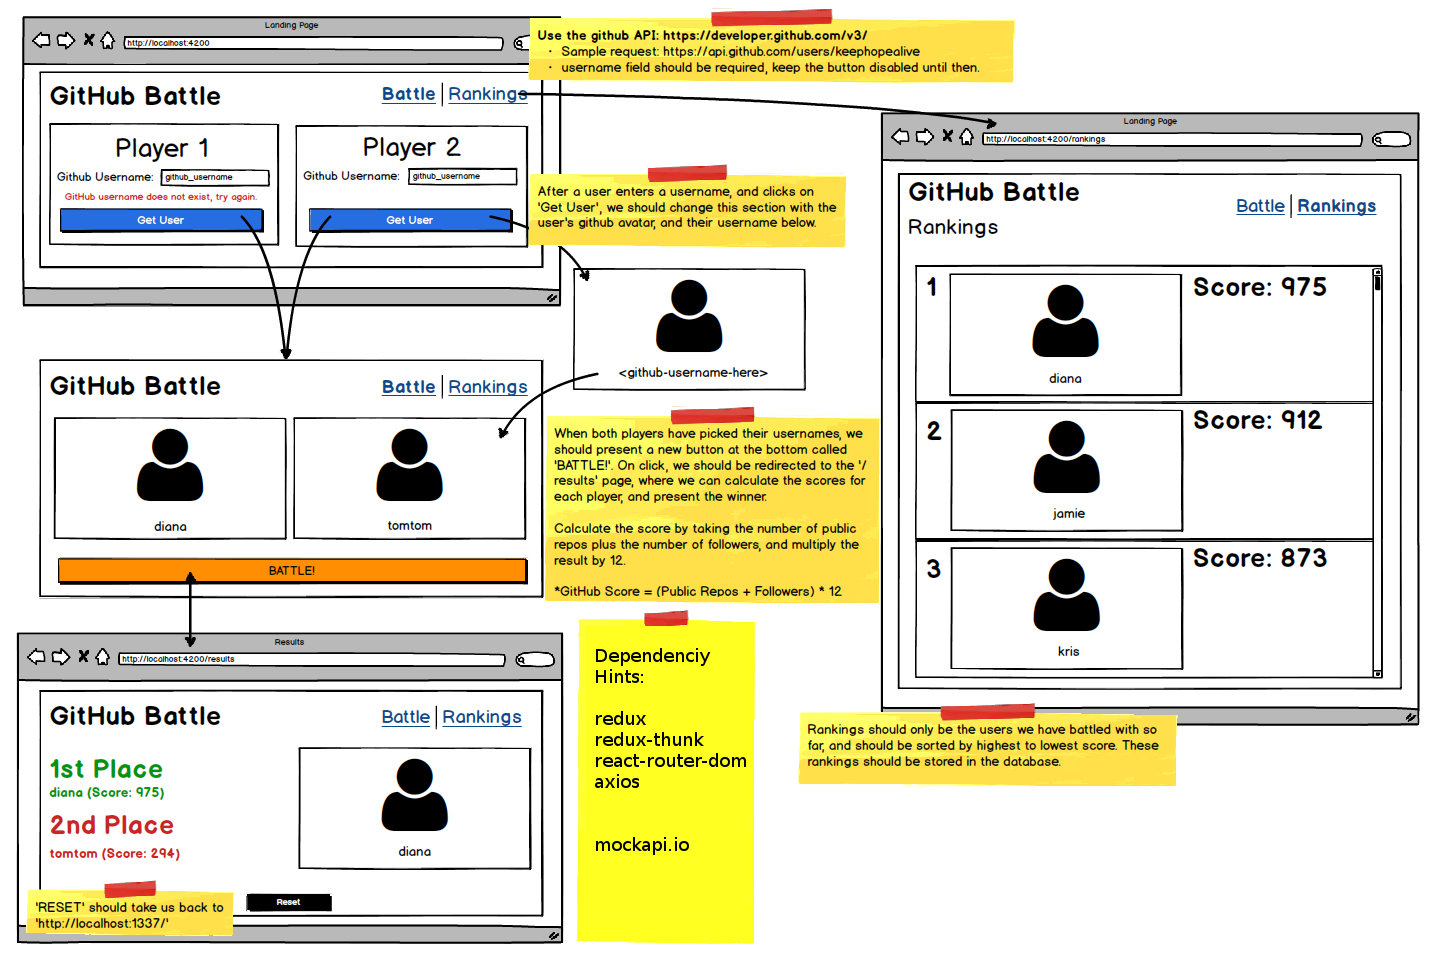 Landing Page
http://localhost:4200
GitHub Battle
Battle | Rankings
Player 1
Github Username: github_username
GitHub username does not exist, try again.
Get User
Player 2
Github Username: github_username
Get User
Use the github API: https://developer.github.com/v3/
• Sample request: https://api.github.com/users/keephopealive
• username field should be required, keep the button disabled until then.
After a user enters a username, and clicks on
'Get User', we should change this section with the
user's github avatar, and their username below.
<github-username-here>
GitHub Battle
Battle | Rankings
diana
tomtom
BATTLE!
When both players have picked their usernames, we
should present a new button at the bottom called
'BATTLE!'. On click, we should be redirected to the '/
results' page, where we can calculate the scores for
each player, and present the winner.
Calculate the score by taking the number of public
repos plus the number of followers, and multiply the
result by 12.
*GitHub Score = (Public Repos + Followers) * 12
Results
http://localhost:4200/results
GitHub Battle
Battle | Rankings
1st Place
diana (Score: 975)
2nd Place
tomtom (Score: 294)
diana
Reset
'RESET' should take us back to
'http://localhost:1337/'
Dependenciy
Hints:
redux
redux-thunk
react-router-dom
axios
mockapi.io
Landing Page
http://localhost:4200/rankings
GitHub Battle
Battle | Rankings
Rankings
1
diana
Score: 975
2
jamie
Score: 912
3
kris
Score: 873
Rankings should only be the users we have battled with so
far, and should be sorted by highest to lowest score. These
rankings should be stored in the database.